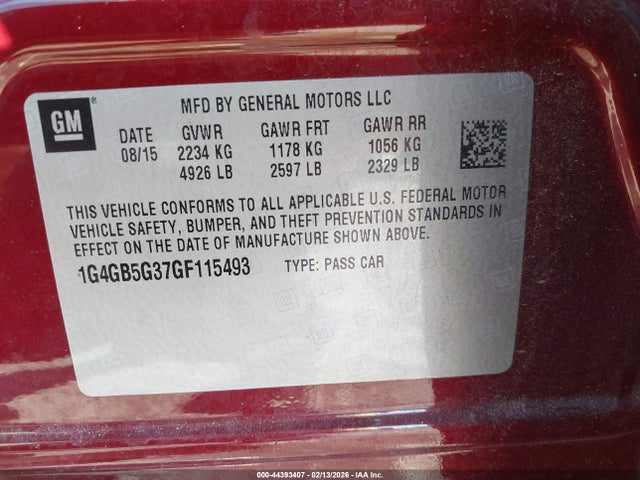 GM
®
MFD BY GENERAL MOTORS LLC
DATE GVWR GAWR FRT GAWR RR
08/15 2234 KG 1178 KG 1056 KG
4926 LB 2597 LB 2329 LB
THIS VEHICLE CONFORMS TO ALL APPLICABLE U.S. FEDERAL MOTOR
VEHICLE SAFETY, BUMPER, AND THEFT PREVENTION STANDARDS IN
EFFECT ON THE DATE OF MANUFACTURE SHOWN ABOVE.
1G4GB5G37GF115493 TYPE: PASS CAR
000-44393407 - 02/13/2026 - IAA Inc.